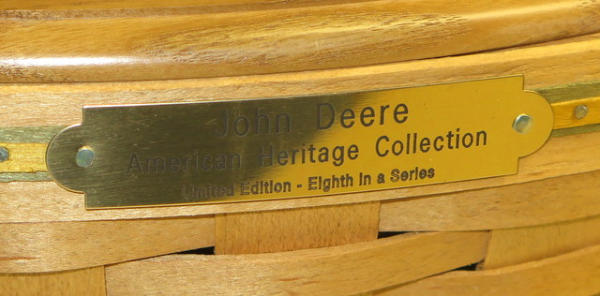 John Deere
American Heritage Collection
Limited Edition - Eighth in a Series